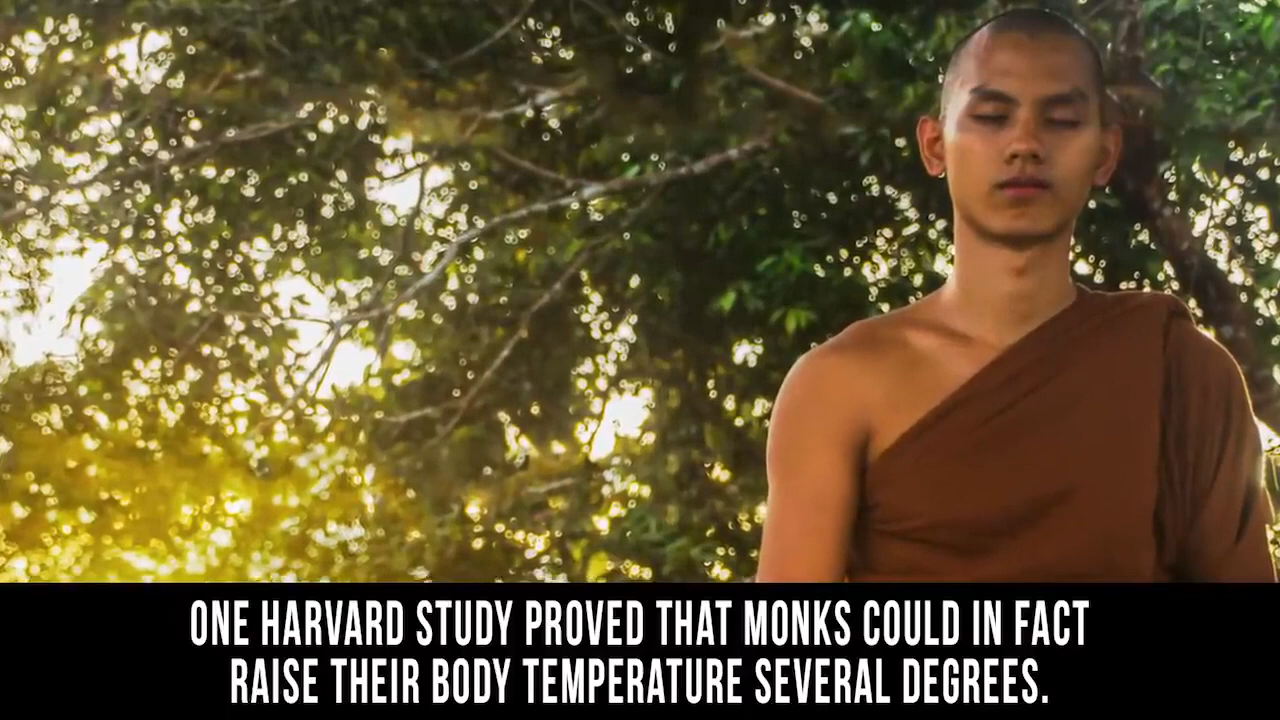 ONE HARVARD STUDY PROVED THAT MONKS COULD IN FACT
RAISE THEIR BODY TEMPERATURE SEVERAL DEGREES.